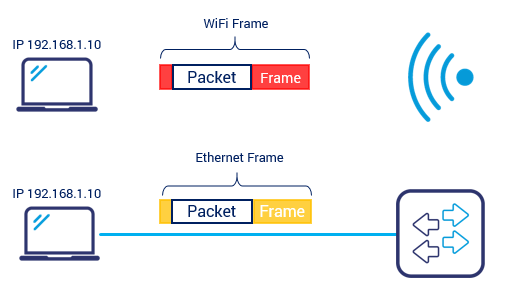 WiFi Frame
IP 192.168.1.10
Packet Frame
Ethernet Frame
IP 192.168.1.10
Packet Frame